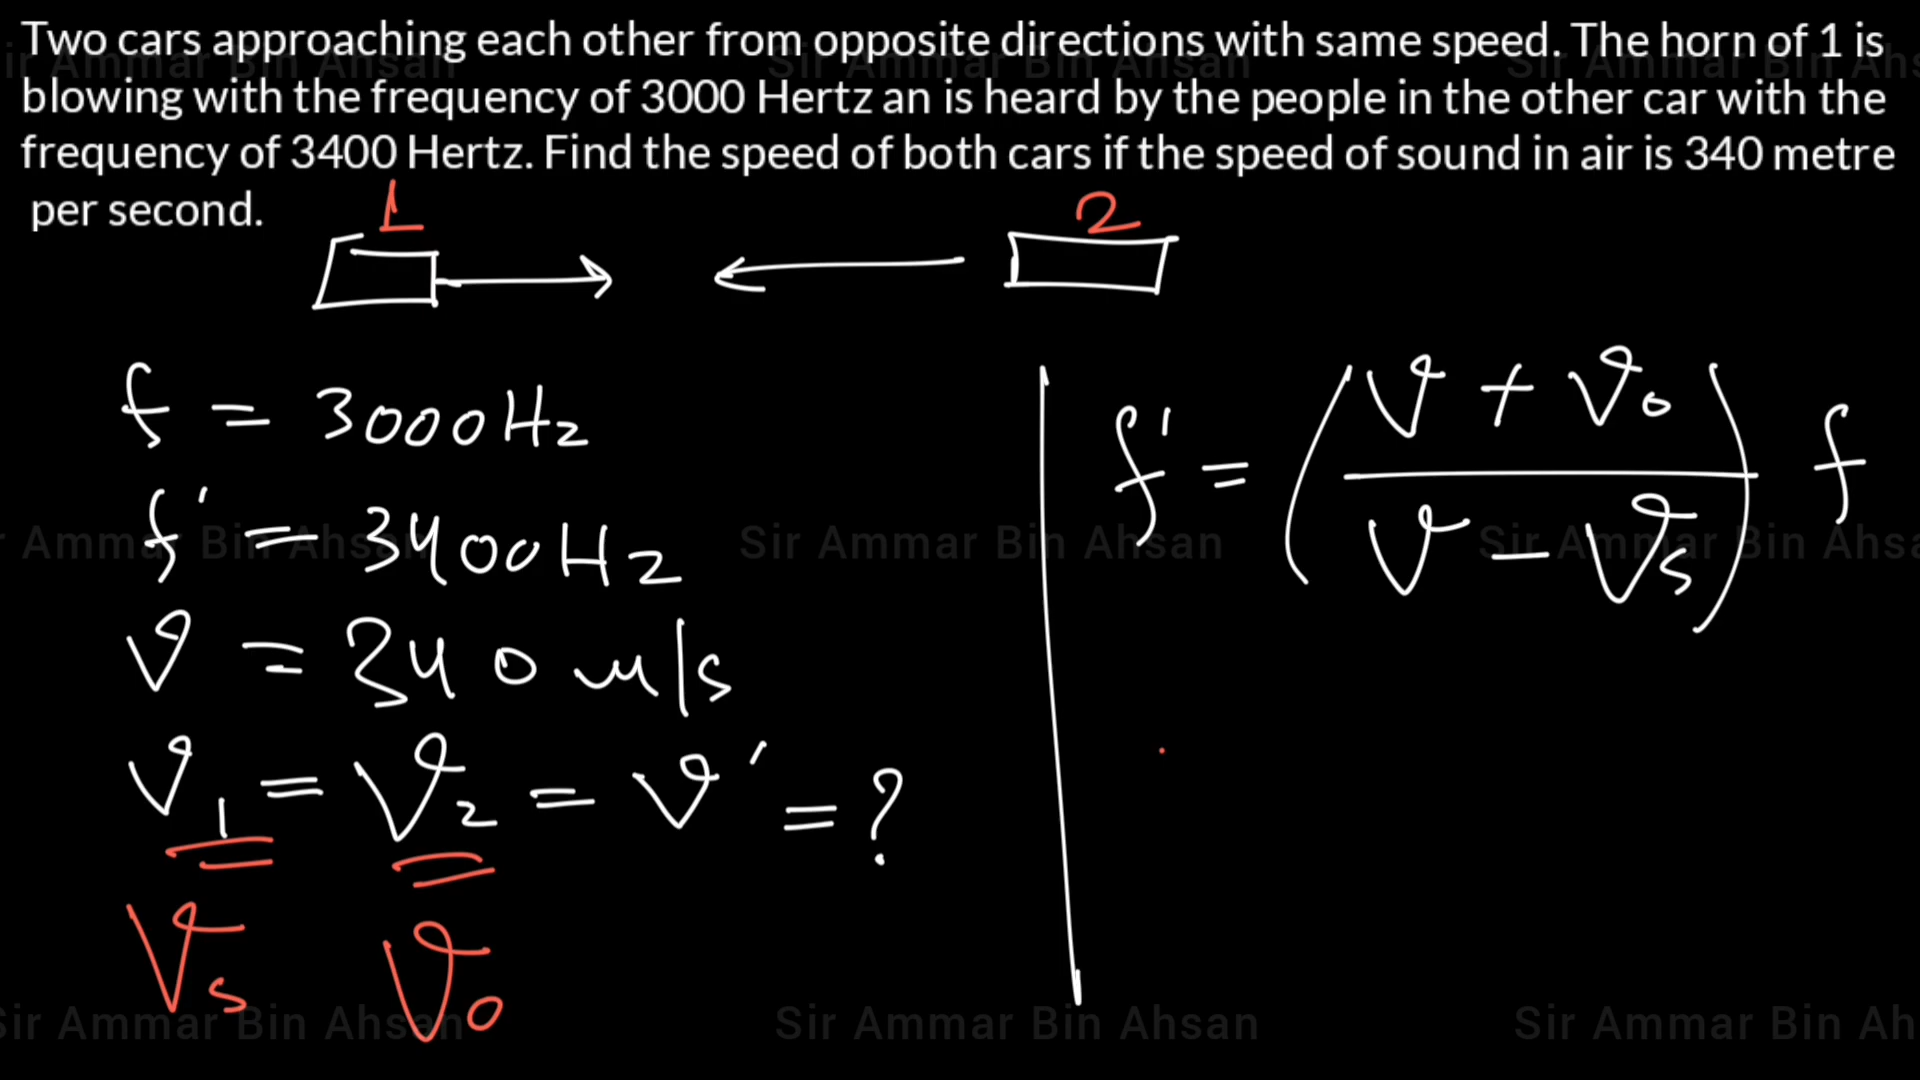 Two cars approaching each other from opposite directions with same speed. The horn of 1 is
blowing with the frequency of 3000 Hertz an is heard by the people in the other car with the
frequency of 3400 Hertz. Find the speed of both cars if the speed of sound in air is 340 metre
per second.
1 2
f = 3000Hz
f' = 3400Hz
v = 340 m/s
v₁ = v₂ = v' = ?
vs vo
f' = (v + vo / v - vs) f
Sir Ammar Bin Ahsan
Sir Ammar Bin Ahsan
Sir Ammar Bin Ahsan